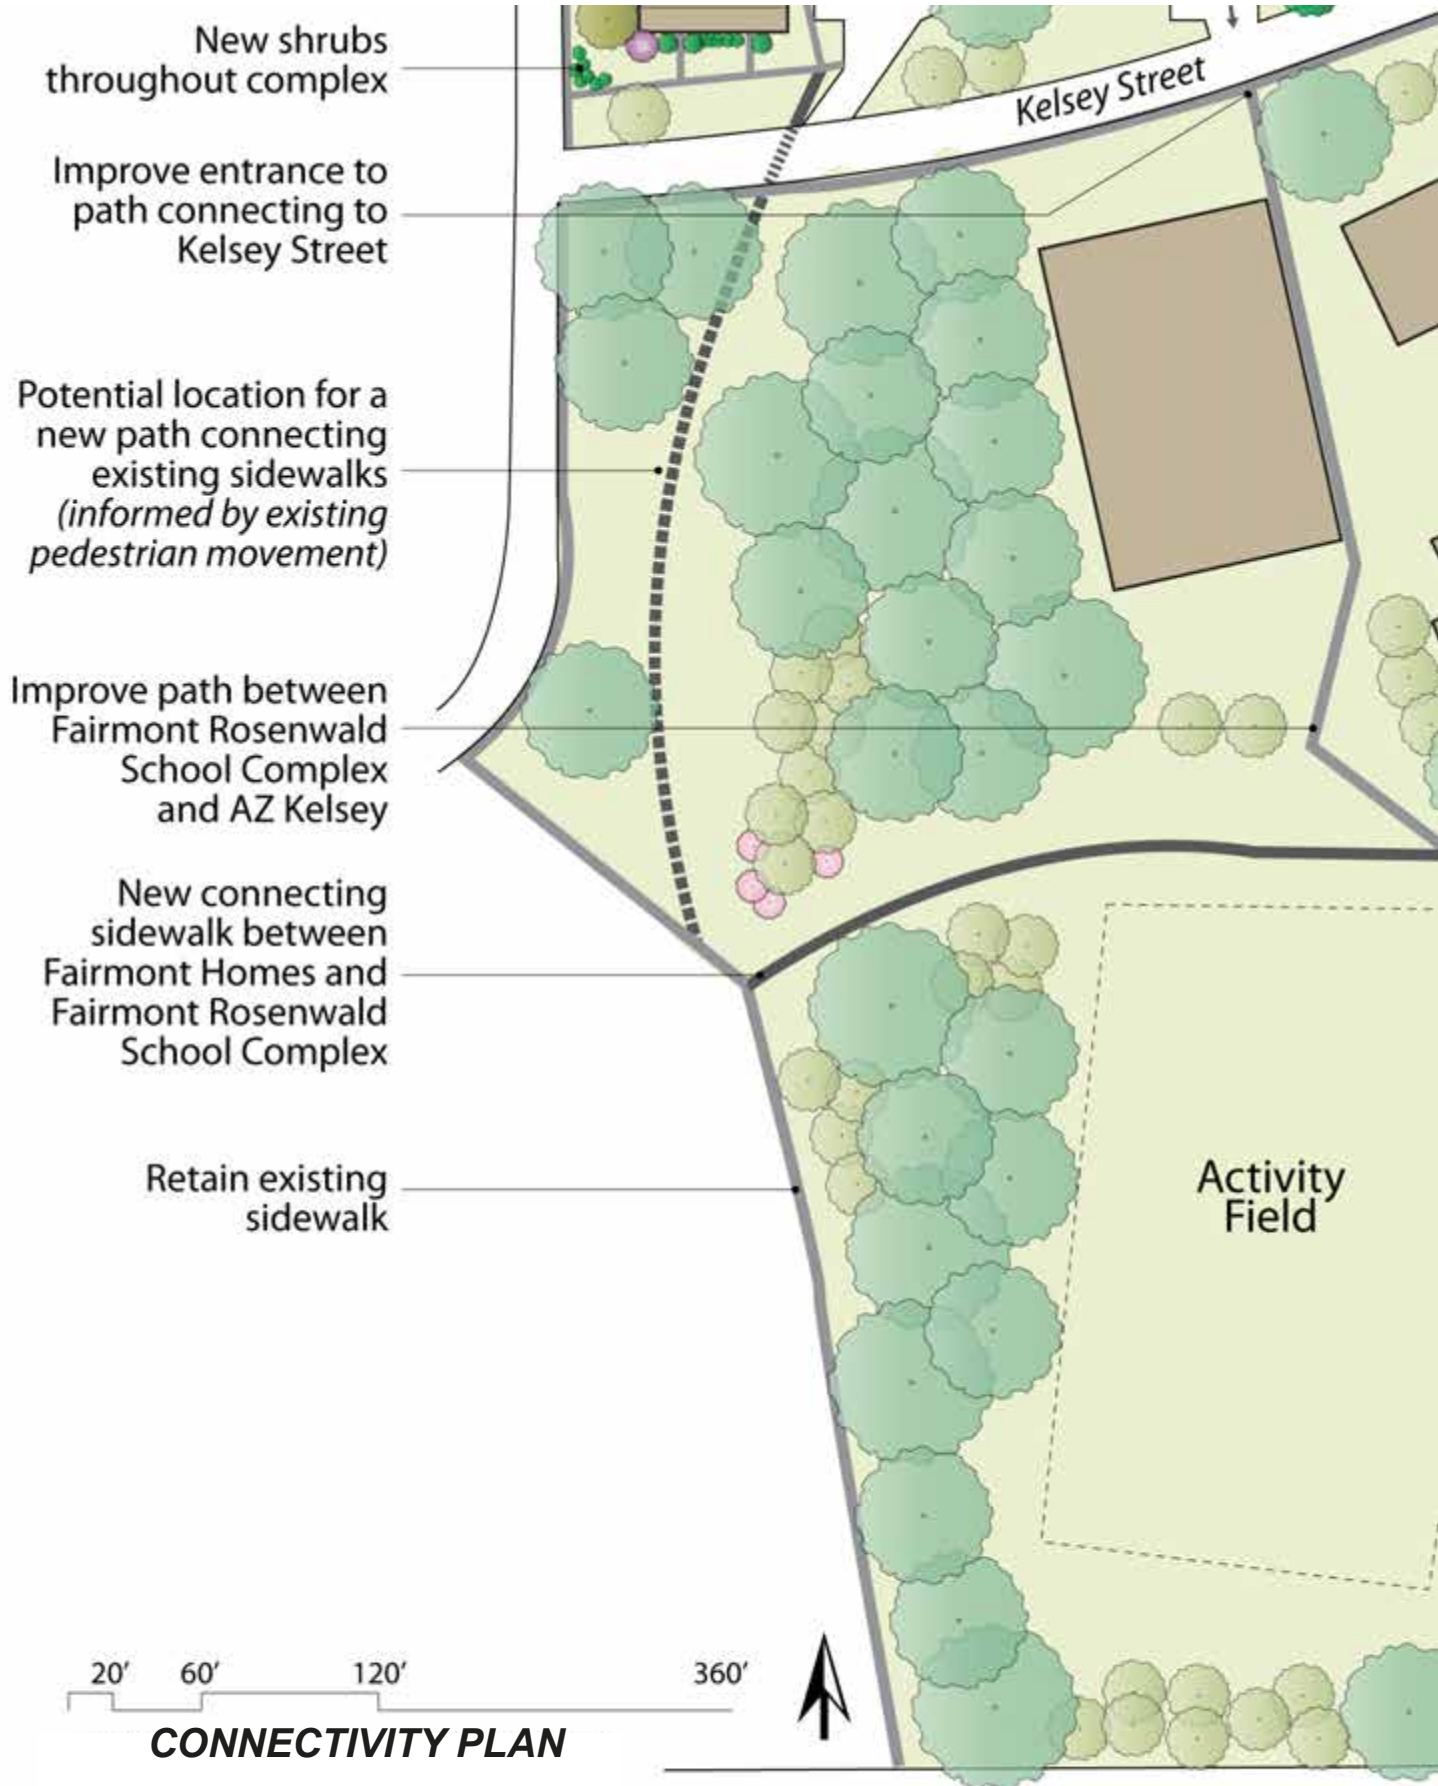 New shrubs
throughout complex
Kelsey Street
Improve entrance to
path connecting to
Kelsey Street
Potential location for a
new path connecting
existing sidewalks
(informed by existing
pedestrian movement)
Improve path between
Fairmont Rosenwald
School Complex
and AZ Kelsey
New connecting
sidewalk between
Fairmont Homes and
Fairmont Rosenwald
School Complex
Retain existing
sidewalk
Activity
Field
20′ 60′ 120′ 360′
CONNECTIVITY PLAN